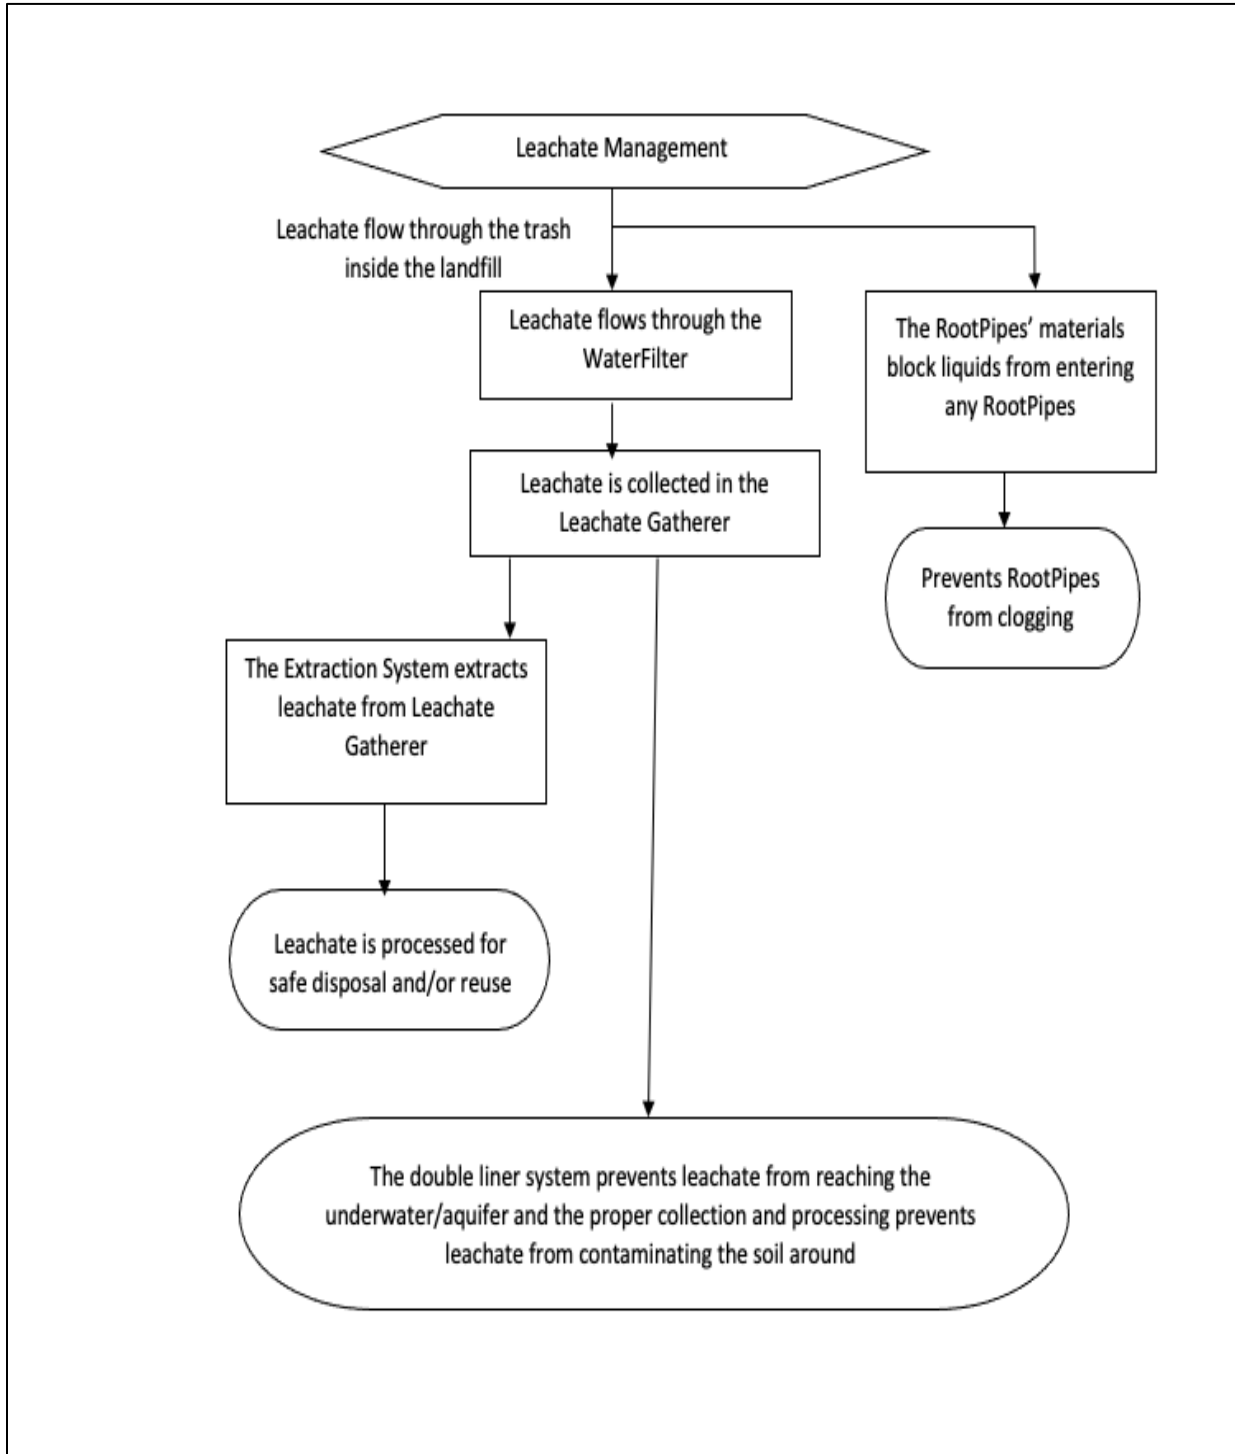 Leachate Management
Leachate flow through the trash
inside the landfill
Leachate flows through the
WaterFilter
The RootPipes’ materials
block liquids from entering
any RootPipes
Leachate is collected in the
Leachate Gatherer
Prevents RootPipes
from clogging
The Extraction System extracts
leachate from Leachate
Gatherer
Leachate is processed for
safe disposal and/or reuse
The double liner system prevents leachate from reaching the
underwater/aquifer and the proper collection and processing prevents
leachate from contaminating the soil around